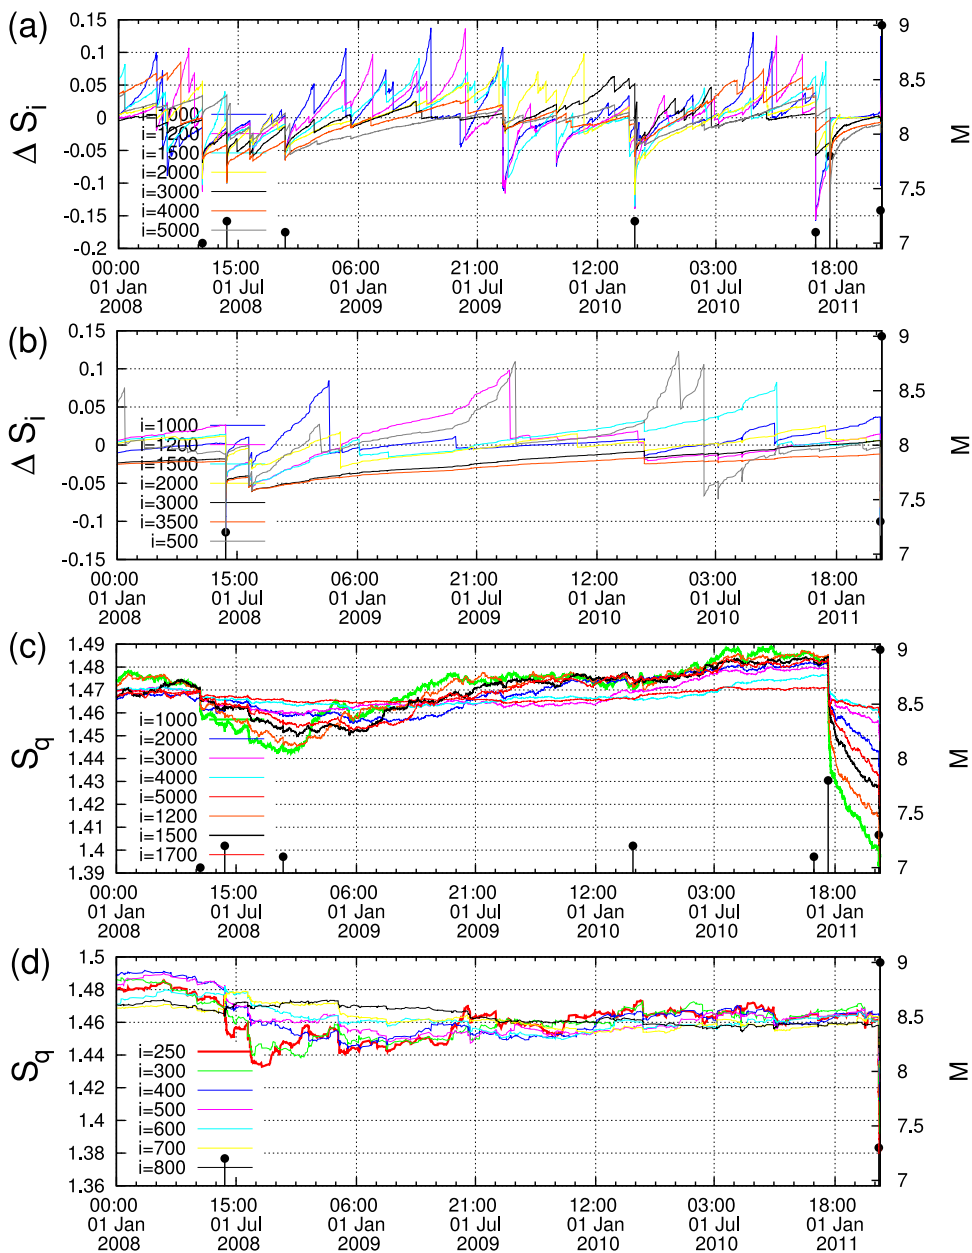 (a)
0.15
0.1
0.05
0
-0.05
-0.1
-0.15
-0.2
Δ S_i
9
8.5
8
7.5
7
M
i=1000
i=1200
i=1500
i=2000
i=3000
i=4000
i=5000
00:00 15:00 06:00 21:00 12:00 03:00 18:00
01 Jan 01 Jul 01 Jan 01 Jul 01 Jan 01 Jul 01 Jan
2008 2008 2009 2009 2010 2010 2011
(b)
0.15
0.1
0.05
0
-0.05
-0.1
-0.15
Δ S_i
9
8.5
8
7.5
7
M
i=1000
i=1200
i=1500
i=2000
i=3000
i=3500
i=500
00:00 15:00 06:00 21:00 12:00 03:00 18:00
01 Jan 01 Jul 01 Jan 01 Jul 01 Jan 01 Jul 01 Jan
2008 2008 2009 2009 2010 2010 2011
(c)
1.49
1.48
1.47
1.46
1.45
1.44
1.43
1.42
1.41
1.4
1.39
S_q
9
8.5
8
7.5
7
M
i=1000
i=2000
i=3000
i=4000
i=5000
i=1200
i=1500
i=1700
00:00 15:00 06:00 21:00 12:00 03:00 18:00
01 Jan 01 Jul 01 Jan 01 Jul 01 Jan 01 Jul 01 Jan
2008 2008 2009 2009 2010 2010 2011
(d)
1.5
1.48
1.46
1.44
1.42
1.4
1.38
1.36
S_q
9
8.5
8
7.5
7
M
i=250
i=300
i=400
i=500
i=600
i=700
i=800
00:00 15:00 06:00 21:00 12:00 03:00 18:00
01 Jan 01 Jul 01 Jan 01 Jul 01 Jan 01 Jul 01 Jan
2008 2008 2009 2009 2010 2010 2011